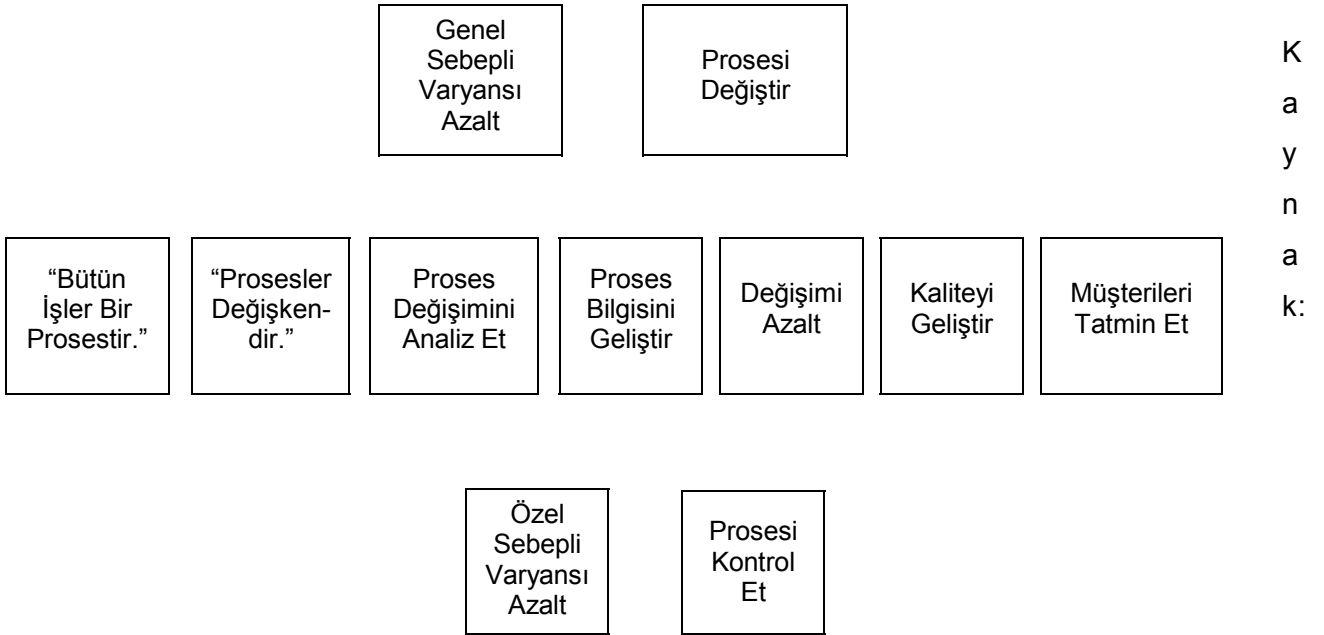 Genel
Sebepli
Varyansı
Azalt
Prosesi
Değiştir
“Bütün
İşler Bir
Prosestir.”
“Prosesler
Değişken-
dir.”
Proses
Değişimini
Analiz Et
Proses
Bilgisini
Geliştir
Değişimi
Azalt
Kaliteyi
Geliştir
Müşterileri
Tatmin Et
Özel
Sebepli
Varyansı
Azalt
Prosesi
Kontrol
Et
K
a
y
n
a
k: